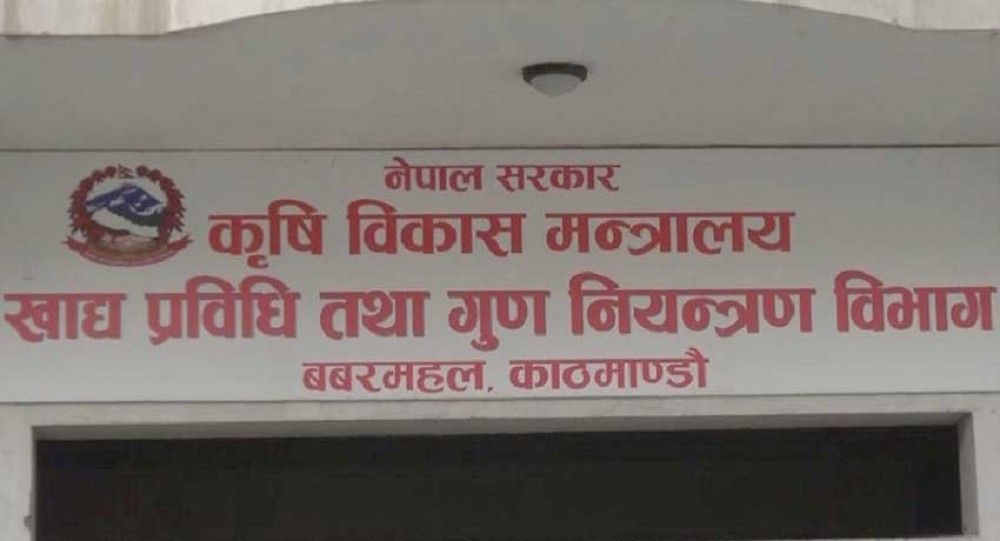 नेपाल सरकार
कृषि विकास मन्त्रालय
खाद्य प्रविधि तथा गुण नियन्त्रण विभाग
बबरमहल, काठमाण्डौ